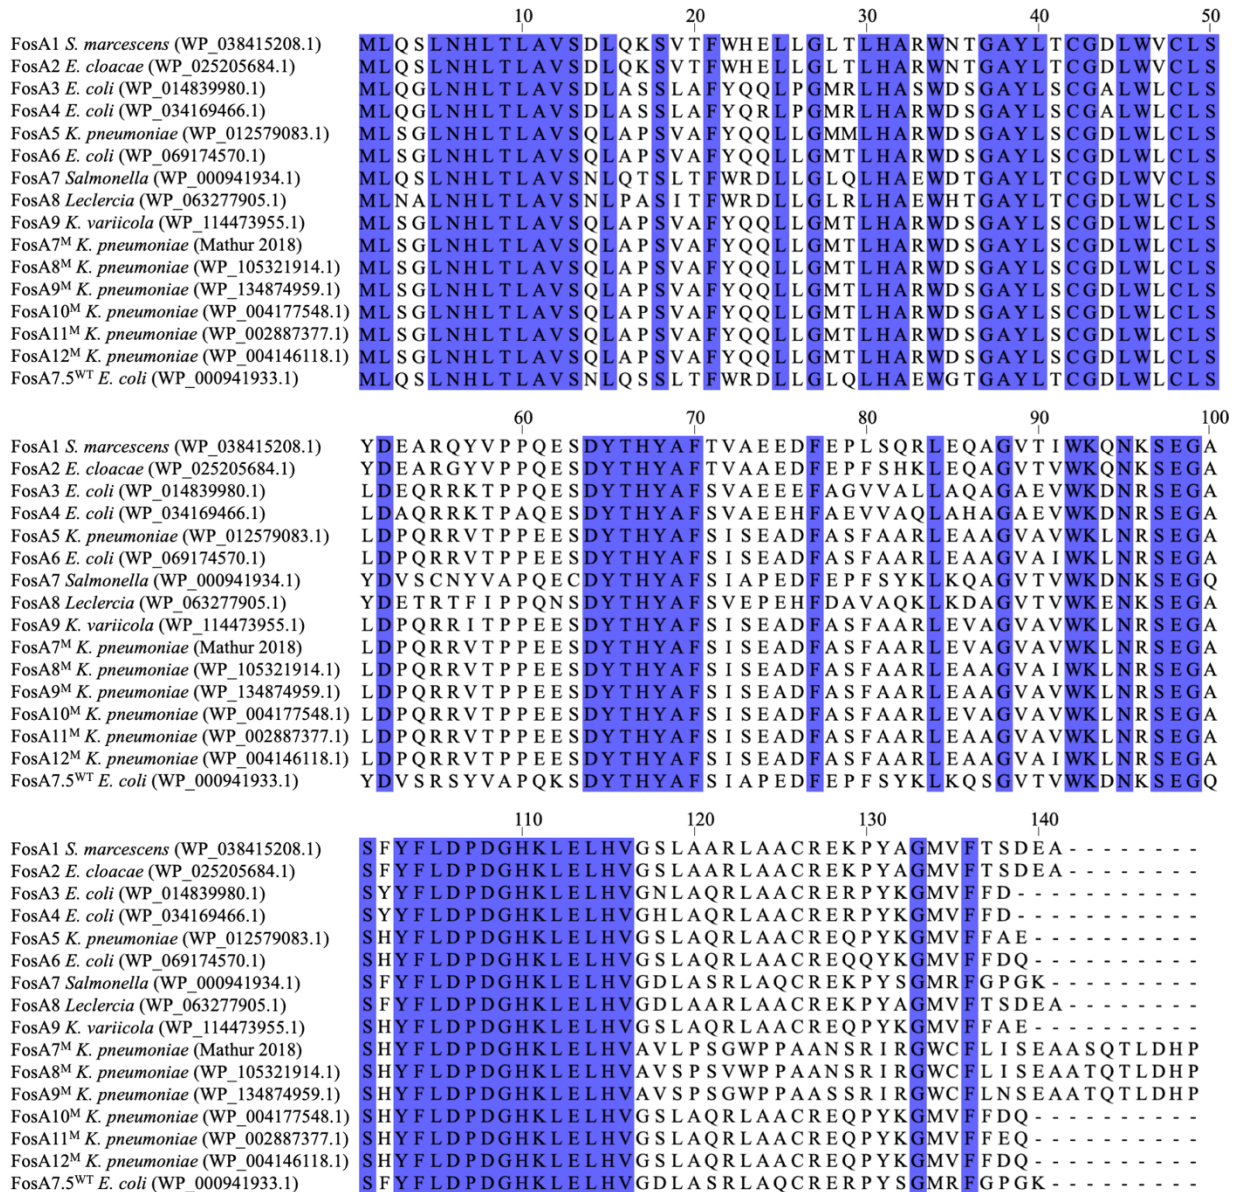 10 20 30 40 50
FosA1 S. marcescens (WP_038415208.1) MLQSLNHLTLAVSDLQKSVTFWHELLGLTLHARWNTGAYLTCGDLWVCLS
FosA2 E. cloacae (WP_025205684.1) MLQSLNHLTLAVSDLQKSVTFWHELLGLTLHARWNTGAYLTCGDLWVCLS
FosA3 E. coli (WP_014839980.1) MLQGLNHLTLAVSDLASSLAFYQQLPGMRLHASWDSGAYLSCGALWLCLS
FosA4 E. coli (WP_034169466.1) MLQGLNHLTLAVSDLASSLAFYQRLPGMRLHARWDSGAYLSCGALWLCLS
FosA5 K. pneumoniae (WP_012579083.1) MLSGLNHLTLAVSQLAPSVAFYQQLLGMMLHARWDSGAYLSCGDLWLCLS
FosA6 E. coli (WP_069174570.1) MLSGLNHLTLAVSQLAPSVAFYQQLLGMTLHARWDSGAYLSCGDLWLCLS
FosA7 Salmonella (WP_000941934.1) MLQSLNHLTLAVSNLQTSLTFWRDLLGLQLHAEWDTGAYLTCGDLWVCLS
FosA8 Leclercia (WP_063277905.1) MLNALNHLTLAVSNLPASITFWRDLLGLRLHAEWHTGAYLTCGDLWVCLS
FosA9 K. variicola (WP_114473955.1) MLSGLNHLTLAVSQLAPSVAFYQQLLGMTLHARWDSGAYLSCGDLWLCLS
FosA7M K. pneumoniae (Mathur 2018) MLSGLNHLTLAVSQLAPSVAFYQQLLGMTLHARWDSGAYLSCGDLWLCLS
FosA8M K. pneumoniae (WP_105321914.1) MLSGLNHLTLAVSQLAPSVAFYQQLLGMTLHARWDSGAYLSCGDLWLCLS
FosA9M K. pneumoniae (WP_134874959.1) MLSGLNHLTLAVSQLAPSVAFYQQLLGMTLHARWDSGAYLSCGDLWLCLS
FosA10M K. pneumoniae (WP_004177548.1) MLSGLNHLTLAVSQLAPSVAFYQQLLGMTLHARWDSGAYLSCGDLWLCLS
FosA11M K. pneumoniae (WP_002887377.1) MLSGLNHLTLAVSQLAPSVAFYQQLLGMTLHARWDSGAYLSCGDLWLCLS
FosA12M K. pneumoniae (WP_004146118.1) MLSGLNHLTLAVSQLAPSVAFYQQLLGMTLHARWDSGAYLSCGDLWLCLS
FosA7.5WT E. coli (WP_000941933.1) MLQSLNHLTLAVSNLQSSLTFWRDLLGLQLHAEWGTGAYLTCGDLWLCLS
60 70 80 90 100
FosA1 S. marcescens (WP_038415208.1) YDEARQYVPPQESDYTHYAFTVAEEDFEPLSQRLEQAGVTIWKQNKSEGA
FosA2 E. cloacae (WP_025205684.1) YDEARGYVPPQESDYTHYAFTVAAEDFEPFSHKLEQAGVTVWKQNKSEGA
FosA3 E. coli (WP_014839980.1) LDEQRRKTPPQESDYTHYAFSVAEEEFAGVVALLAQAGAEVWKDNRSEGA
FosA4 E. coli (WP_034169466.1) LDAQRRKTPAQESDYTHYAFSVAEEHFAEVVAQLAHAGAEVWKDNRSEGA
FosA5 K. pneumoniae (WP_012579083.1) LDPQRRVTPPEESDYTHYAFSISEADFASFAARLEAAGVAVWKLNRSEGA
FosA6 E. coli (WP_069174570.1) LDPQRRVTPPEESDYTHYAFSISEADFASFAARLEAAGVAIWKLNRSEGA
FosA7 Salmonella (WP_000941934.1) YDVSCNYVAPQECDYTHYAFSIAPEDFEPFSYKLKQAGVTVWKDNKSEGQ
FosA8 Leclercia (WP_063277905.1) YDETRTFIPPQNSDYTHYAFSVEPEHFDAVAQKLKDAGVTVWKENKSEGA
FosA9 K. variicola (WP_114473955.1) LDPQRRITPPEESDYTHYAFSISEADFASFAARLEVAGVAVWKLNRSEGA
FosA7M K. pneumoniae (Mathur 2018) LDPQRRVTPPEESDYTHYAFSISEADFASFAARLEVAGVAVWKLNRSEGA
FosA8M K. pneumoniae (WP_105321914.1) LDPQRRVTPPEESDYTHYAFSISEADFASFAARLEAAGVAIWKLNRSEGA
FosA9M K. pneumoniae (WP_134874959.1) LDPQRRVTPPEESDYTHYAFSISEADFASFAARLEAAGVAVWKLNRSEGA
FosA10M K. pneumoniae (WP_004177548.1) LDPQRRVTPPEESDYTHYAFSISEADFASFAARLEVAGVAVWKLNRSEGA
FosA11M K. pneumoniae (WP_002887377.1) LDPQRRVTPPEESDYTHYAFSISEADFASFAARLEAAGVAVWKLNRSEGA
FosA12M K. pneumoniae (WP_004146118.1) LDPQRRVTPPEESDYTHYAFSISEADFASFAARLEAAGVAIWKLNRSEGA
FosA7.5WT E. coli (WP_000941933.1) YDVSRSYVAPQKSDYTHYAFSIAPEDFEPFSYKLKQSGVTVWKDNKSEGQ
110 120 130 140
FosA1 S. marcescens (WP_038415208.1) SFYFLDPDGHKLELHVGSLAARLAACREKPYAGMVFTSDEA--------
FosA2 E. cloacae (WP_025205684.1) SFYFLDPDGHKLELHVGSLAARLAACREKPYAGMVFTSDEA--------
FosA3 E. coli (WP_014839980.1) SYYFLDPDGHKLELHVGNLAQRLAACRERPYKGMVFFD-----------
FosA4 E. coli (WP_034169466.1) SYYFLDPDGHKLELHVGHLAQRLAACRERPYKGMVFFD-----------
FosA5 K. pneumoniae (WP_012579083.1) SHYFLDPDGHKLELHVGSLAQRLAACREQPYKGMVFFAE----------
FosA6 E. coli (WP_069174570.1) SHYFLDPDGHKLELHVGSLAQRLAACREQQYKGMVFFDQ----------
FosA7 Salmonella (WP_000941934.1) SFYFLDPDGHKLELHVGDLASRLAQCREKPYSGMRFGPGK---------
FosA8 Leclercia (WP_063277905.1) SFYFLDPDGHKLELHVGDLAARLAACREKPYAGMVFTSDEA--------
FosA9 K. variicola (WP_114473955.1) SHYFLDPDGHKLELHVGSLAQRLAACREQPYKGMVFFAE----------
FosA7M K. pneumoniae (Mathur 2018) SHYFLDPDGHKLELHVAVLPSGWPPAANSRIRGWCFLISEAASQTLDHP
FosA8M K. pneumoniae (WP_105321914.1) SHYFLDPDGHKLELHVAVSPSVWPPAANSRIRGWCFLISEAATQTLDHP
FosA9M K. pneumoniae (WP_134874959.1) SHYFLDPDGHKLELHVAVSPSGWPPAASSRIRGWCFLNSEAATQTLDHP
FosA10M K. pneumoniae (WP_004177548.1) SHYFLDPDGHKLELHVGSLAQRLAACREQPYKGMVFFDQ----------
FosA11M K. pneumoniae (WP_002887377.1) SHYFLDPDGHKLELHVGSLAQRLAACREQPYKGMVFFEQ----------
FosA12M K. pneumoniae (WP_004146118.1) SHYFLDPDGHKLELHVGSLAQRLAACREQPYKGMVFFDQ----------
FosA7.5WT E. coli (WP_000941933.1) SFYFLDPDGHKLELHVGDLASRLAQCREKPYSGMRFGPGK---------